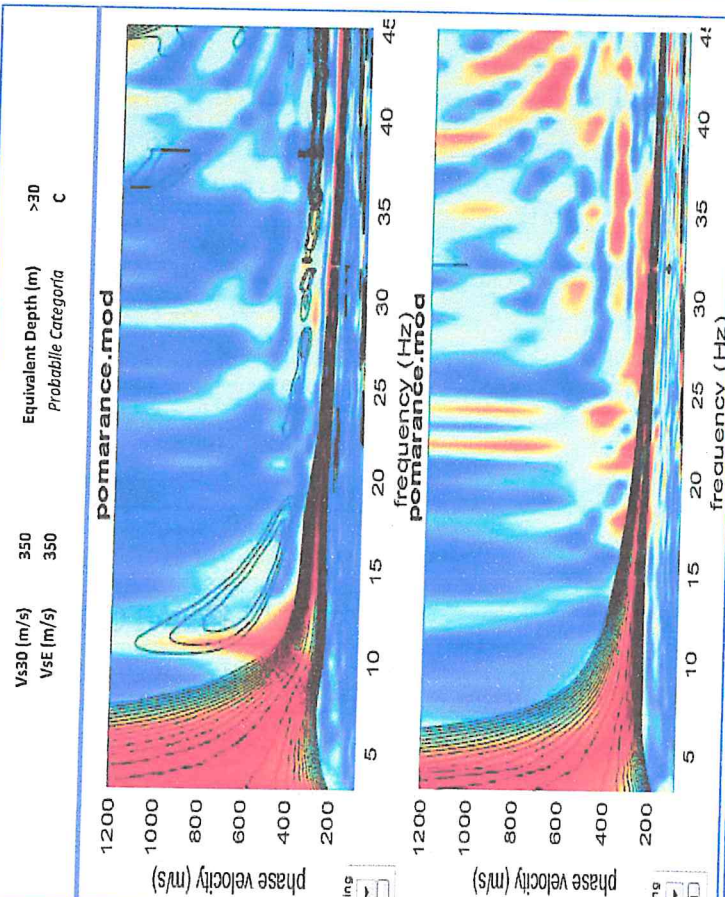 Vs30 (m/s) 350 Equivalent Depth (m) >30
VsE (m/s) 350 Probabile Categoria C
pomarance.mod
phase velocity (m/s)
1200
1000
800
600
400
200
5 10 15 20 25 30 35 40 45
frequency (Hz)
ing
pomarance.mod
phase velocity (m/s)
1200
1000
800
600
400
200
5 10 15 20 25 30 35 40
frequency (Hz)